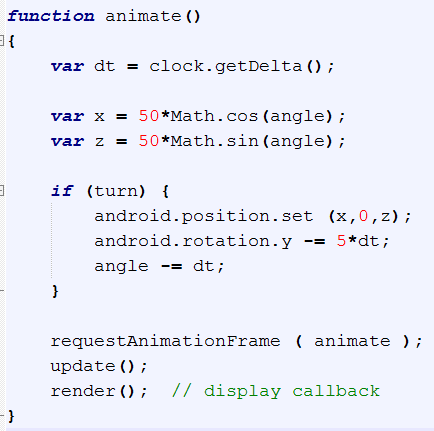 function animate()
{
var dt = clock.getDelta();
var x = 50*Math.cos(angle);
var z = 50*Math.sin(angle);
if (turn) {
android.position.set (x,0,z);
android.rotation.y -= 5*dt;
angle -= dt;
}
requestAnimationFrame ( animate );
update();
render();  // display callback
}